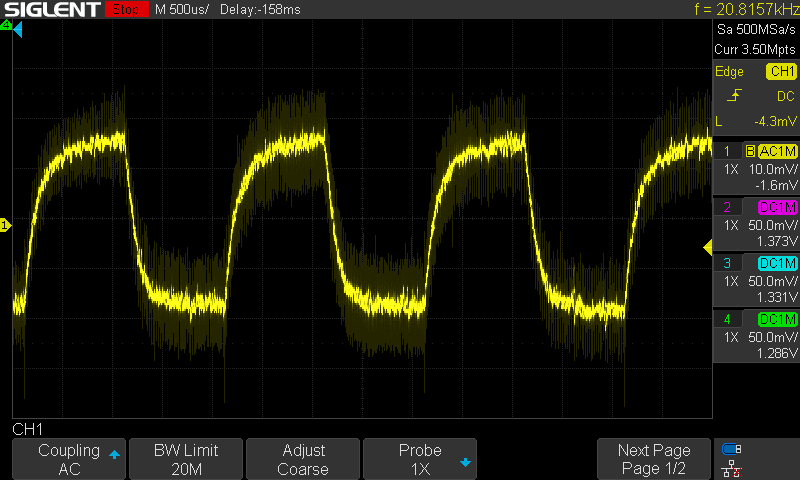 SIGLENT Stop M 500us/ Delay:-158ms f = 20.8157kHz
Sa 500MSa/s
Curr 3.50Mpts
Edge CH1
DC
L -4.3mV
1 B AC1M
1X 10.0mV/
-1.6mV
2 DC1M
1X 50.0mV/
1.373V
3 DC1M
1X 50.0mV/
1.331V
4 DC1M
1X 50.0mV/
1.286V
4
1
CH1
Coupling BW Limit Adjust Probe Next Page
AC 20M Coarse 1X Page 1/2